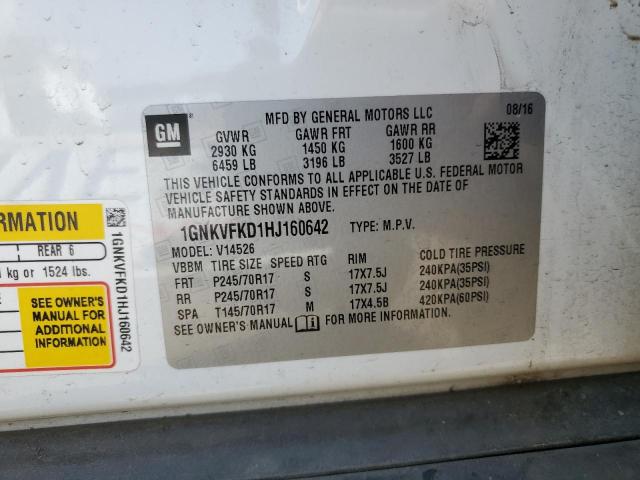 GM
MFD BY GENERAL MOTORS LLC 08/16
GVWR GAWR FRT GAWR RR
2930 KG 1450 KG 1600 KG
6459 LB 3196 LB 3527 LB
THIS VEHICLE CONFORMS TO ALL APPLICABLE U.S. FEDERAL MOTOR
VEHICLE SAFETY STANDARDS IN EFFECT ON THE DATE OF
MANUFACTURE SHOWN ABOVE.
1GNKVFKD1HJ160642 TYPE: M.P.V.
MODEL: V14526
VBBM TIRE SIZE SPEED RTG RIM COLD TIRE PRESSURE
FRT P245/70R17 S 17X7.5J 240KPA(35PSI)
RR P245/70R17 S 17X7.5J 240KPA(35PSI)
SPA T145/70R17 M 17X4.5B 420KPA(60PSI)
SEE OWNER'S MANUAL FOR MORE INFORMATION.
FORMATION
REAR 6
kg or 1524 lbs.
SEE OWNER'S
MANUAL FOR
ADDITIONAL
INFORMATION
1GNKVFKD1HJ160642